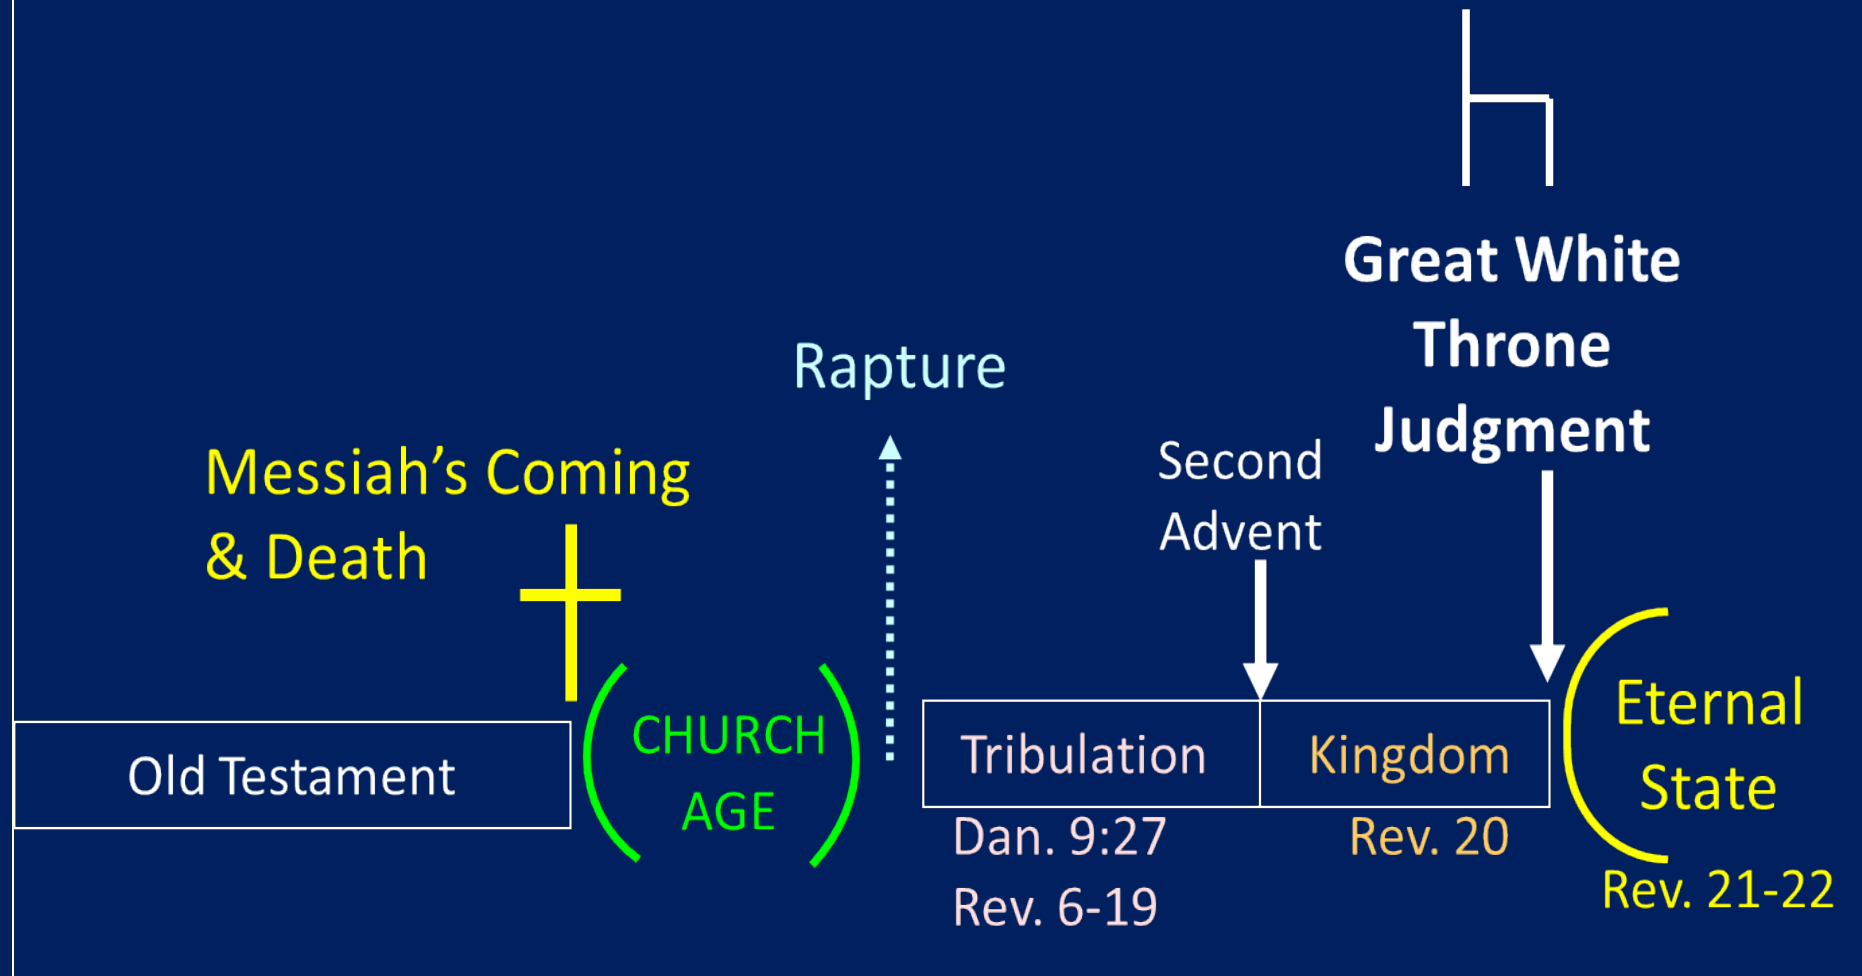 Great White
Throne
Judgment
Rapture
Messiah’s Coming
& Death
Second
Advent
Old Testament
CHURCH
AGE
Tribulation
Kingdom
Eternal
State
Dan. 9:27
Rev. 6-19
Rev. 20
Rev. 21-22